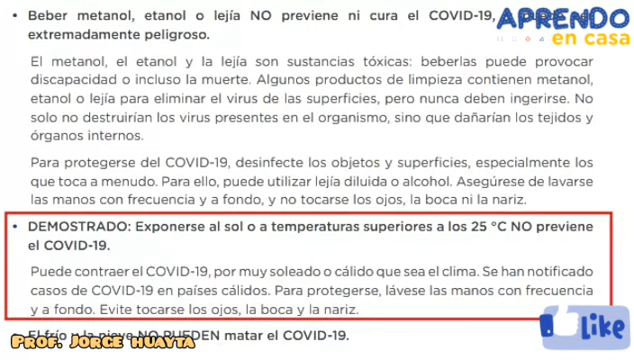 • Beber metanol, etanol o lejía NO previene ni cura el COVID-19, y puede ser
extremadamente peligroso.
APRENDO
en casa
El metanol, el etanol y la lejía son sustancias tóxicas: beberlas puede provocar
discapacidad o incluso la muerte. Algunos productos de limpieza contienen metanol,
etanol o lejía para eliminar el virus de las superficies, pero nunca deben ingerirse. No
solo no destruirían los virus presentes en el organismo, sino que dañarían los tejidos y
órganos internos.
Para protegerse del COVID-19, desinfecte los objetos y superficies, especialmente los
que toca a menudo. Para ello, puede utilizar lejía diluida o alcohol. Asegúrese de lavarse
las manos con frecuencia y a fondo, y no tocarse los ojos, la boca ni la nariz.
• DEMOSTRADO: Exponerse al sol o a temperaturas superiores a los 25 °C NO previene
el COVID-19.
Puede contraer el COVID-19, por muy soleado o cálido que sea el clima. Se han notificado
casos de COVID-19 en países cálidos. Para protegerse, lávese las manos con frecuencia
y a fondo. Evite tocarse los ojos, la boca y la nariz.
• El frío y la nieve NO PUEDEN matar el COVID-19.
Prof. Jorge huayta
Like